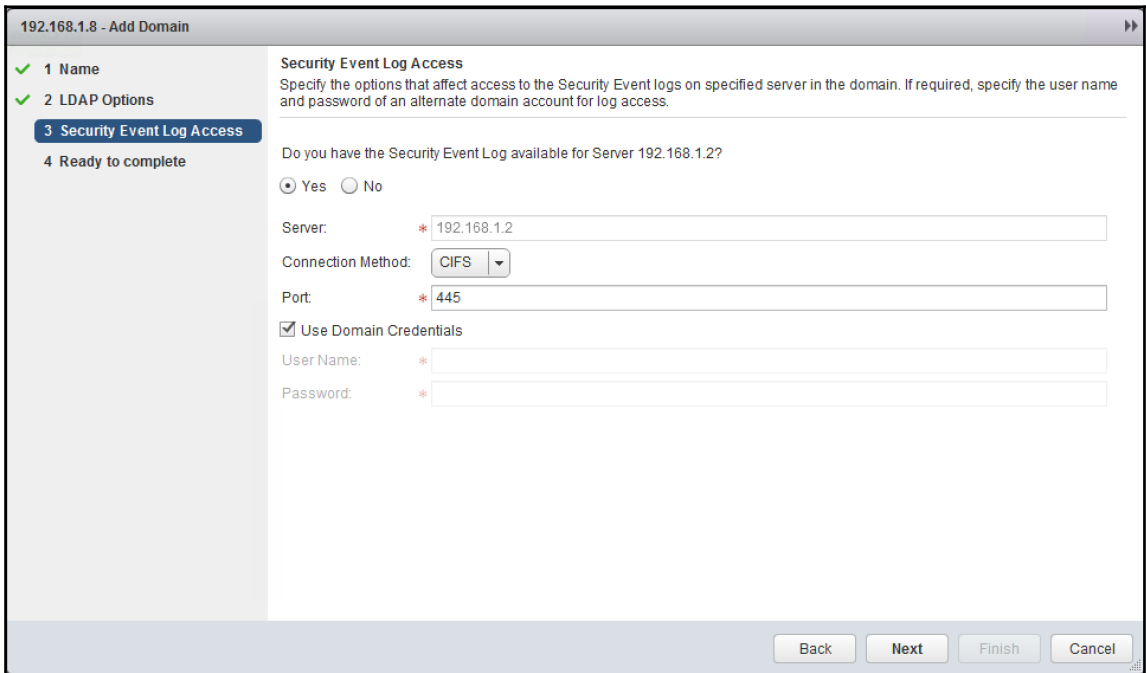 192.168.1.8 - Add Domain
1 Name
2 LDAP Options
3 Security Event Log Access
4 Ready to complete
Security Event Log Access
Specify the options that affect access to the Security Event logs on specified server in the domain. If required, specify the user name
and password of an alternate domain account for log access.
Do you have the Security Event Log available for Server 192.168.1.2?
Yes No
Server: * 192.168.1.2
Connection Method: CIFS
Port: * 445
Use Domain Credentials
User Name: *
Password: *
Back Next Finish Cancel